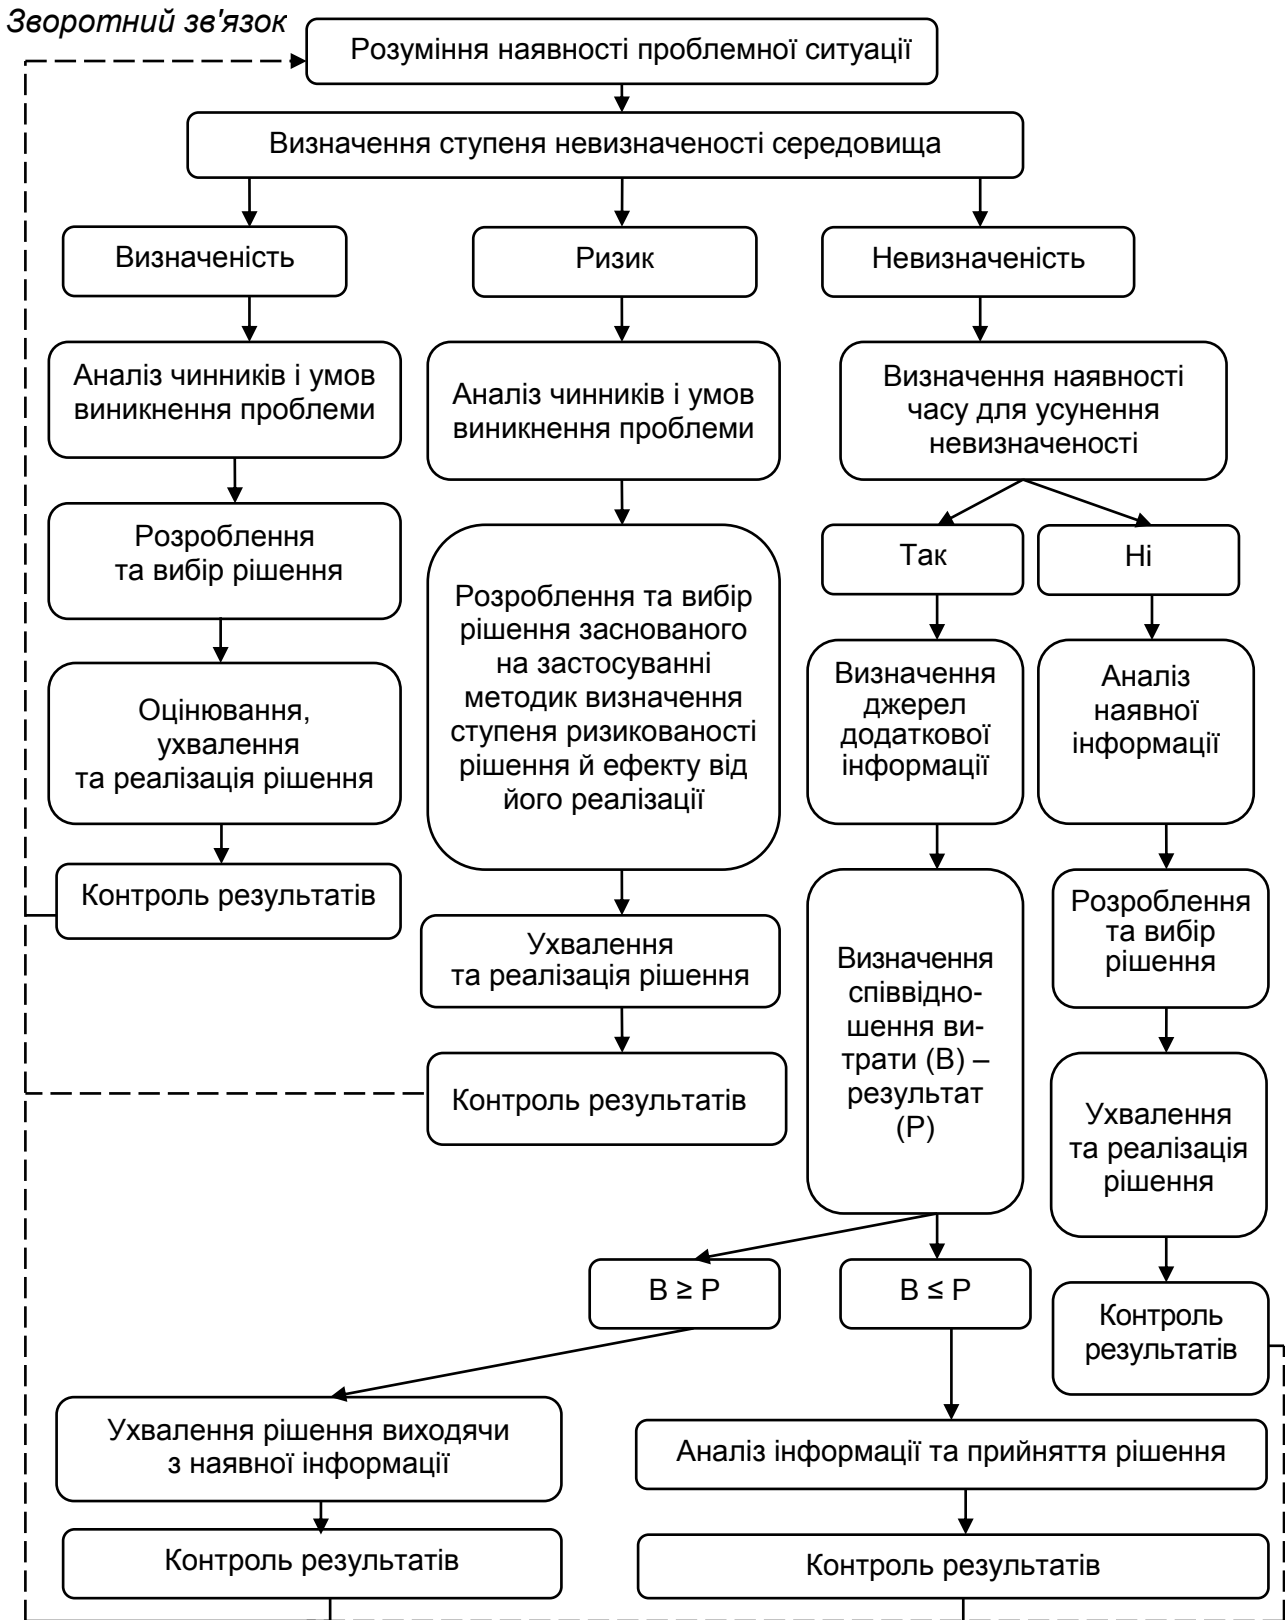 Зворотний зв'язок
Розуміння наявності проблемної ситуації
Визначення ступеня невизначеності середовища
Визначеність
Ризик
Невизначеність
Аналіз чинників і умов
виникнення проблеми
Аналіз чинників і умов
виникнення проблеми
Визначення наявності
часу для усунення
невизначеності
Розроблення
та вибір рішення
Розроблення та вибір
рішення заснованого
на застосуванні
методик визначення
ступеня ризикованості
рішення й ефекту від
його реалізації
Так
Ні
Оцінювання,
ухвалення
та реалізація рішення
Визначення
джерел
додаткової
інформації
Аналіз
наявної
інформації
Контроль результатів
Ухвалення
та реалізація рішення
Визначення
співвідно-
шення ви-
трати (В) –
результат
(Р)
Розроблення
та вибір
рішення
Контроль результатів
Ухвалення
та реалізація
рішення
В ≥ Р
В ≤ Р
Контроль
результатів
Ухвалення рішення виходячи
з наявної інформації
Аналіз інформації та прийняття рішення
Контроль результатів
Контроль результатів